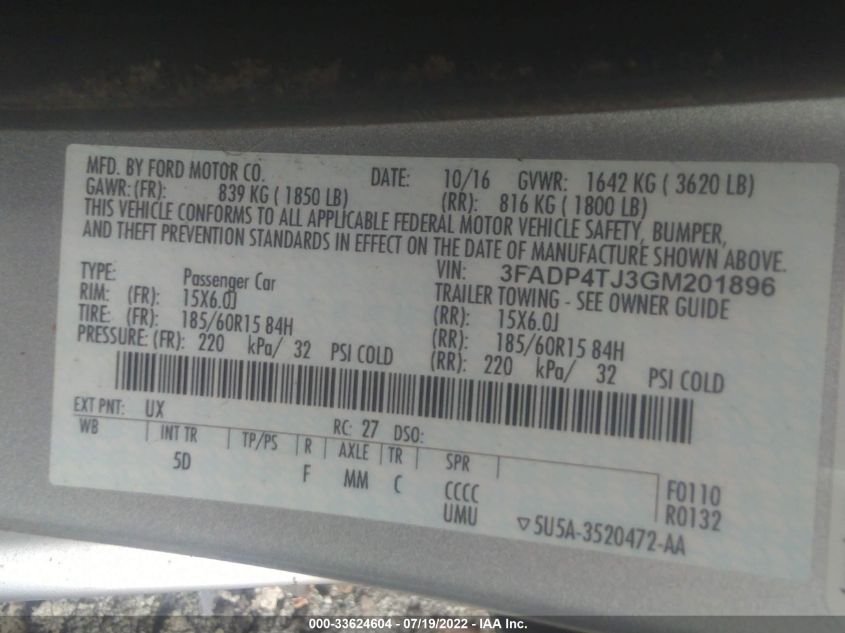 MFD. BY FORD MOTOR CO. DATE: 10/16 GVWR: 1642 KG ( 3620 LB)
GAWR: (FR): 839 KG ( 1850 LB) (RR): 816 KG ( 1800 LB)
THIS VEHICLE CONFORMS TO ALL APPLICABLE FEDERAL MOTOR VEHICLE SAFETY, BUMPER,
AND THEFT PREVENTION STANDARDS IN EFFECT ON THE DATE OF MANUFACTURE SHOWN ABOVE.
VIN: 3FADP4TJ3GM201896
TYPE: Passenger Car TRAILER TOWING - SEE OWNER GUIDE
RIM: (FR): 15X6.0J (RR): 15X6.0J
TIRE: (FR): 185/60R15 84H (RR): 185/60R15 84H
PRESSURE: (FR): 220 kPa/ 32 PSI COLD (RR): 220 kPa/ 32 PSI COLD
EXT PNT: UX RC: 27 DSO:
WB INT TR TP/PS R AXLE TR SPR
5D F MM C CCCC F0110
UMU R0132
▽5U5A-3520472-AA
000-33624604 - 07/19/2022 - IAA Inc.